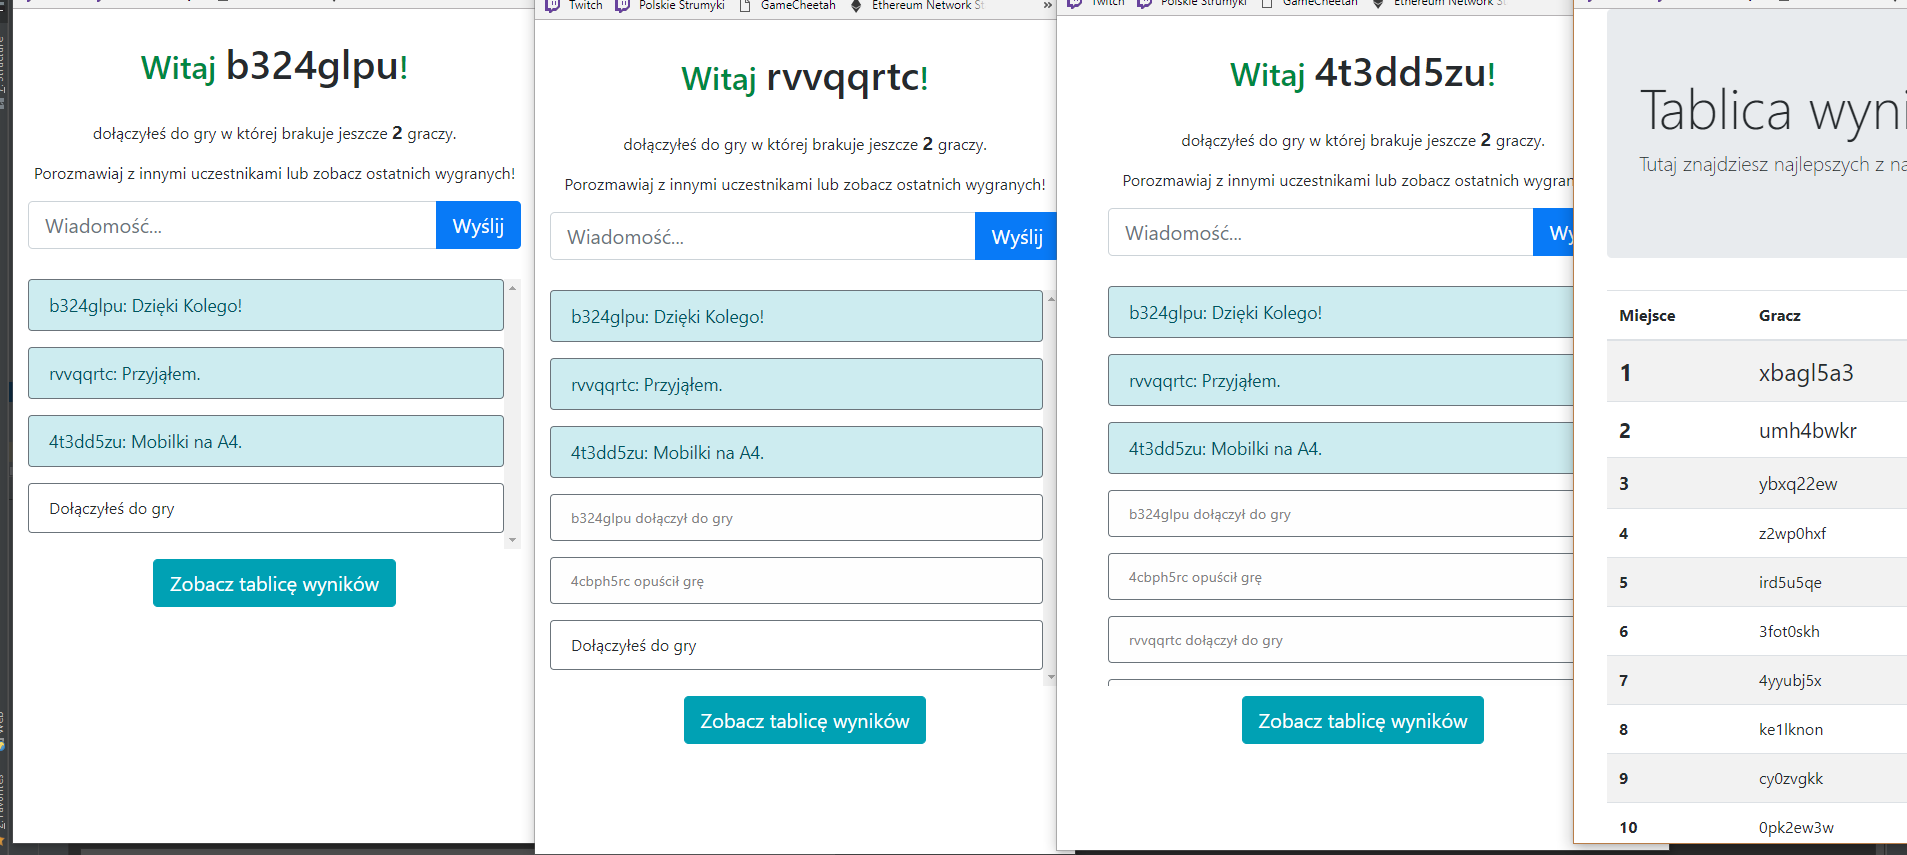 Witaj b324glpu!
dołączyłeś do gry w której brakuje jeszcze 2 graczy.
Porozmawiaj z innymi uczestnikami lub zobacz ostatnich wygranych!
Wiadomość...
Wyślij
b324glpu: Dzięki Kolego!
rvvqqrtc: Przyjąłem.
4t3dd5zu: Mobilki na A4.
Dołączyłeś do gry
Zobacz tablicę wyników
Twitch
Polskie Strumyki
GameCheetah
Ethereum Network St
»
Witaj rvvqqrtc!
dołączyłeś do gry w której brakuje jeszcze 2 graczy.
Porozmawiaj z innymi uczestnikami lub zobacz ostatnich wygranych!
Wiadomość...
Wyślij
b324glpu: Dzięki Kolego!
rvvqqrtc: Przyjąłem.
4t3dd5zu: Mobilki na A4.
b324glpu dołączył do gry
4cbph5rc opuścił grę
Dołączyłeś do gry
Zobacz tablicę wyników
Twitch
Polskie Strumyki
GameCheetah
Ethereum Network
Witaj 4t3dd5zu!
dołączyłeś do gry w której brakuje jeszcze 2 graczy.
Porozmawiaj z innymi uczestnikami lub zobacz ostatnich wygran
Wiadomość...
Wy
b324glpu: Dzięki Kolego!
rvvqqrtc: Przyjąłem.
4t3dd5zu: Mobilki na A4.
b324glpu dołączył do gry
4cbph5rc opuścił grę
rvvqqrtc dołączył do gry
Zobacz tablicę wyników
Tablica wyni
Tutaj znajdziesz najlepszych z na
Miejsce Gracz
1 xbagl5a3
2 umh4bwkr
3 ybxq22ew
4 z2wp0hxf
5 ird5u5qe
6 3fot0skh
7 4yyubj5x
8 ke1lknon
9 cy0zvgkk
10 0pk2ew3w